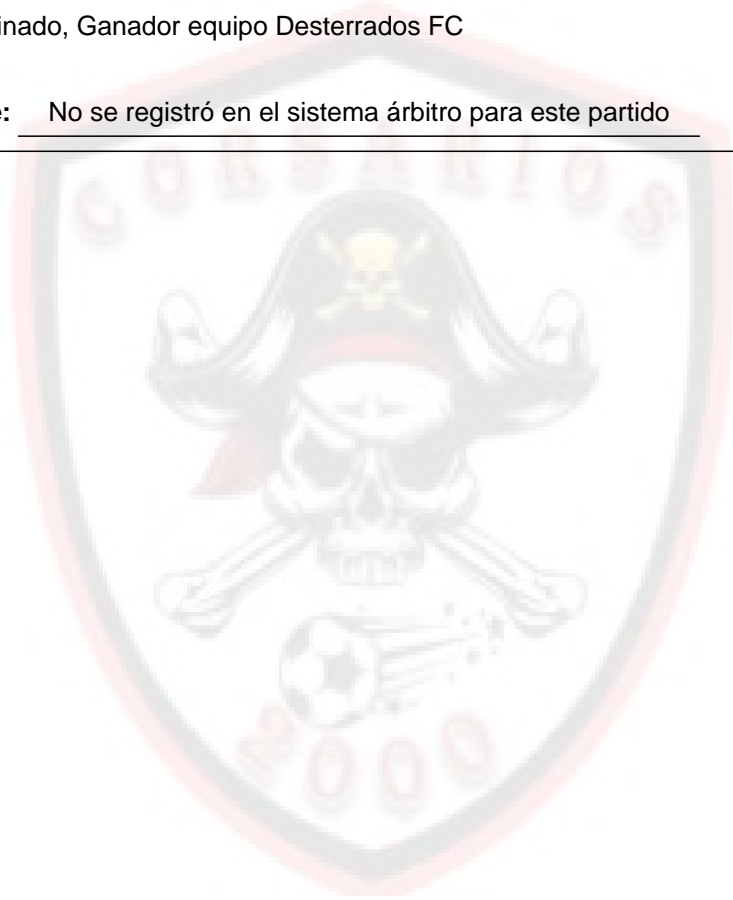 inado, Ganador equipo Desterrados FC
: No se registró en el sistema árbitro para este partido
CORSARIOS
2000